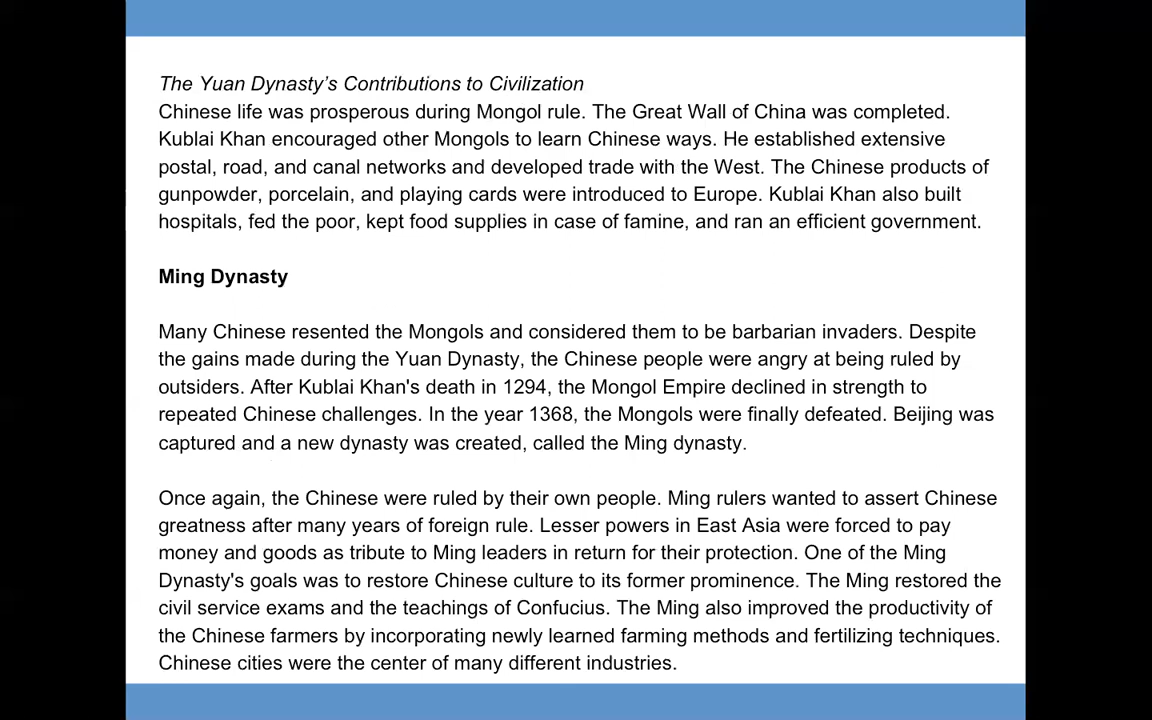 The Yuan Dynasty’s Contributions to Civilization
Chinese life was prosperous during Mongol rule. The Great Wall of China was completed.
Kublai Khan encouraged other Mongols to learn Chinese ways. He established extensive
postal, road, and canal networks and developed trade with the West. The Chinese products of
gunpowder, porcelain, and playing cards were introduced to Europe. Kublai Khan also built
hospitals, fed the poor, kept food supplies in case of famine, and ran an efficient government.
Ming Dynasty
Many Chinese resented the Mongols and considered them to be barbarian invaders. Despite
the gains made during the Yuan Dynasty, the Chinese people were angry at being ruled by
outsiders. After Kublai Khan's death in 1294, the Mongol Empire declined in strength to
repeated Chinese challenges. In the year 1368, the Mongols were finally defeated. Beijing was
captured and a new dynasty was created, called the Ming dynasty.
Once again, the Chinese were ruled by their own people. Ming rulers wanted to assert Chinese
greatness after many years of foreign rule. Lesser powers in East Asia were forced to pay
money and goods as tribute to Ming leaders in return for their protection. One of the Ming
Dynasty's goals was to restore Chinese culture to its former prominence. The Ming restored the
civil service exams and the teachings of Confucius. The Ming also improved the productivity of
the Chinese farmers by incorporating newly learned farming methods and fertilizing techniques.
Chinese cities were the center of many different industries.